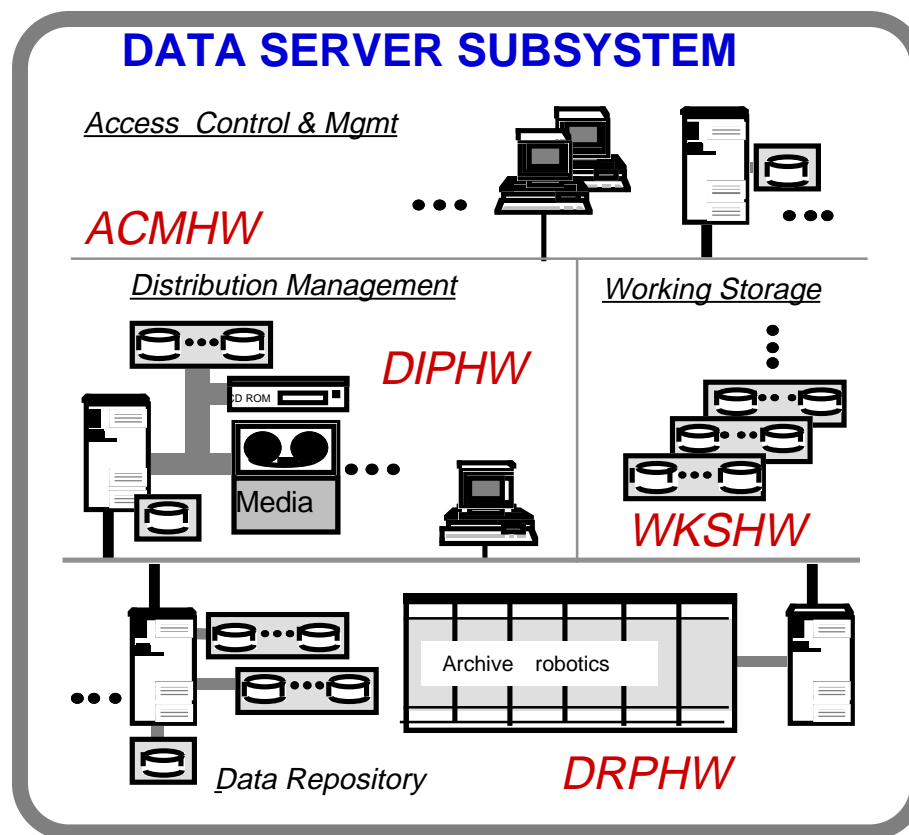 DATA SERVER SUBSYSTEM
Access Control & Mgmt
ACMHW
Distribution Management
Working Storage
DIPHW
CD ROM
Media
WKSHW
Archive robotics
Data Repository
DRPHW